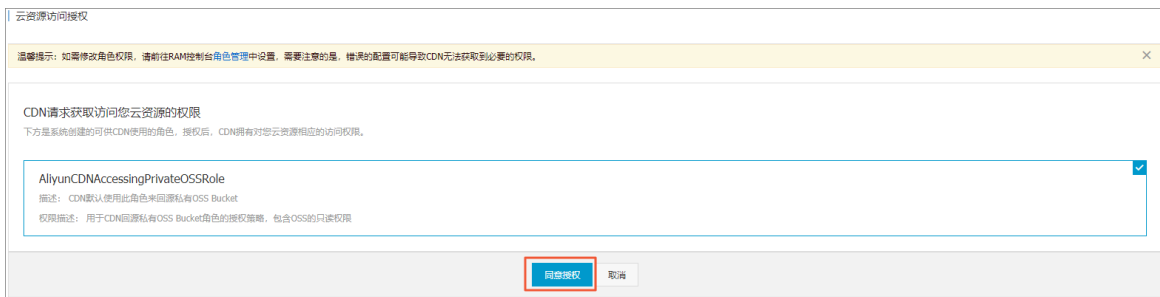 云资源访问授权
温馨提示：如需修改角色权限，请前往RAM控制台角色管理中设置，需要注意的是，错误的配置可能导致CDN无法获取到必要的权限。
CDN请求获取访问您云资源的权限
下方是系统创建的可供CDN使用的角色，授权后，CDN拥有对您云资源相应的访问权限。
AliyunCDNAccessingPrivateOSSRole
描述： CDN默认使用此角色来回源私有OSS Bucket
权限描述： 用于CDN回源私有OSS Bucket角色的授权策略，包含OSS的只读权限
同意授权 取消